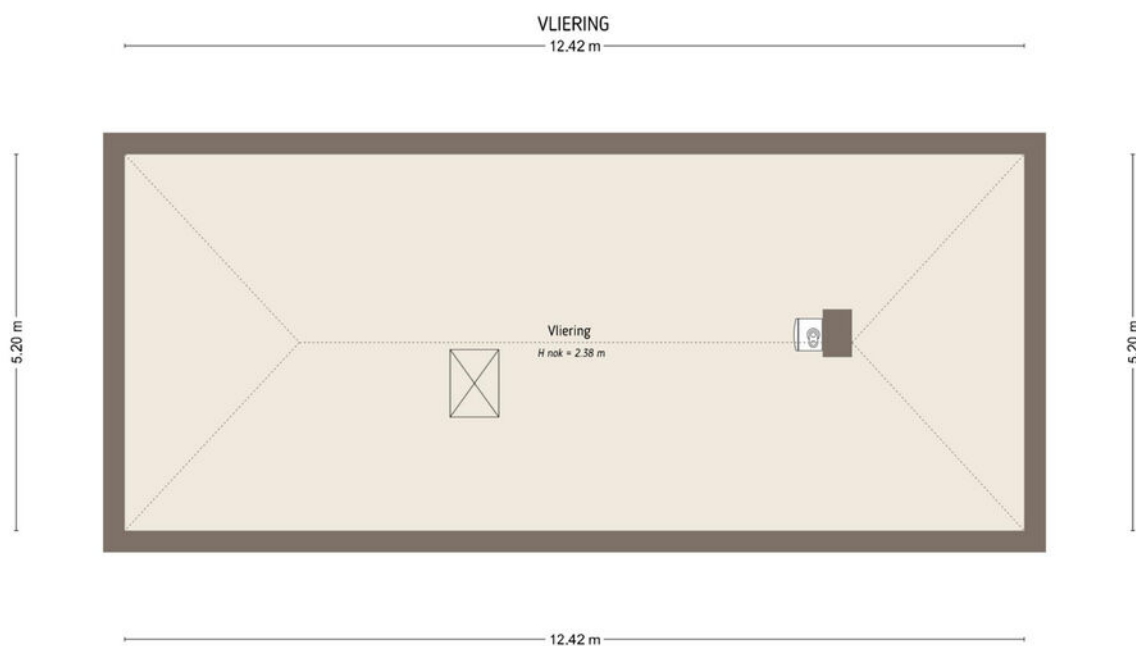 VLIERING
12.42 m
5.20 m
5.20 m
Vliering
H nok = 2.38 m
12.42 m